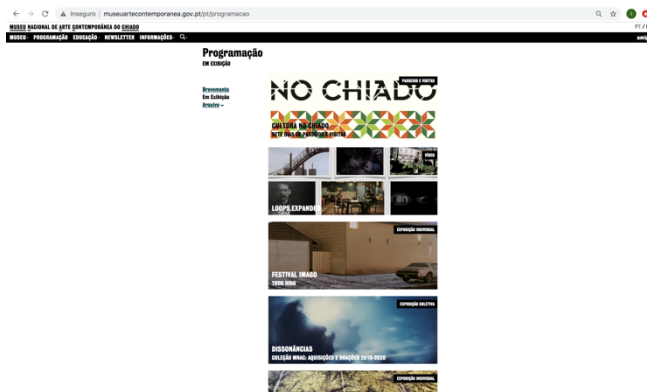 Inseguro | museuartecontemporanea.gov.pt/pt/programacao
MUSEU NACIONAL DE ARTE CONTEMPORÂNEA DO CHIADO
PT /
MUSEU PROGRAMAÇÃO EDUCAÇÃO NEWSLETTER INFORMAÇÕES
Programação
EM EXIBIÇÃO
Brevemente
Em Exibição
Arquivo
PASSEIOS E VISITAS
NO CHIADO
CULTURA NO CHIADO
SETE DIAS DE PASSEIOS E VISITAS
VÍDEO
LOOPS.EXPANDED
EXPOSIÇÃO INDIVIDUAL
FESTIVAL IMAGO
TODD HIDO
EXPOSIÇÃO COLETIVA
DISSONÂNCIAS
COLEÇÃO MNAC: AQUISIÇÕES E DOAÇÕES 2010-2020
EXPOSIÇÃO INDIVIDUAL